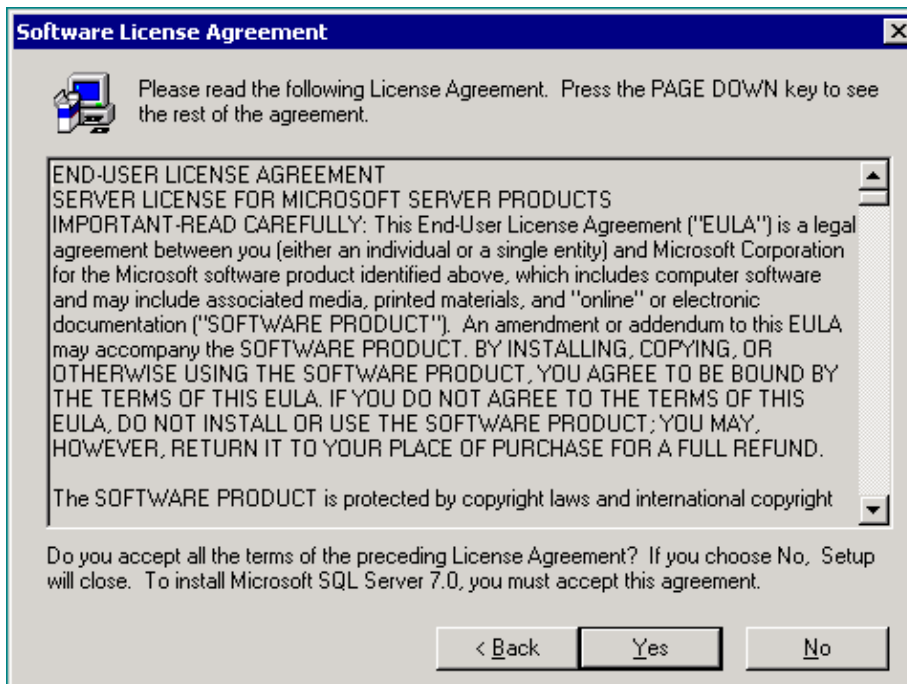 Software License Agreement
Please read the following License Agreement. Press the PAGE DOWN key to see
the rest of the agreement.
END-USER LICENSE AGREEMENT
SERVER LICENSE FOR MICROSOFT SERVER PRODUCTS
IMPORTANT-READ CAREFULLY: This End-User License Agreement ("EULA") is a legal
agreement between you (either an individual or a single entity) and Microsoft Corporation
for the Microsoft software product identified above, which includes computer software
and may include associated media, printed materials, and "online" or electronic
documentation ("SOFTWARE PRODUCT"). An amendment or addendum to this EULA
may accompany the SOFTWARE PRODUCT. BY INSTALLING, COPYING, OR
OTHERWISE USING THE SOFTWARE PRODUCT, YOU AGREE TO BE BOUND BY
THE TERMS OF THIS EULA. IF YOU DO NOT AGREE TO THE TERMS OF THIS
EULA, DO NOT INSTALL OR USE THE SOFTWARE PRODUCT; YOU MAY,
HOWEVER, RETURN IT TO YOUR PLACE OF PURCHASE FOR A FULL REFUND.
The SOFTWARE PRODUCT is protected by copyright laws and international copyright
Do you accept all the terms of the preceding License Agreement? If you choose No, Setup
will close. To install Microsoft SQL Server 7.0, you must accept this agreement.
< Back
Yes
No